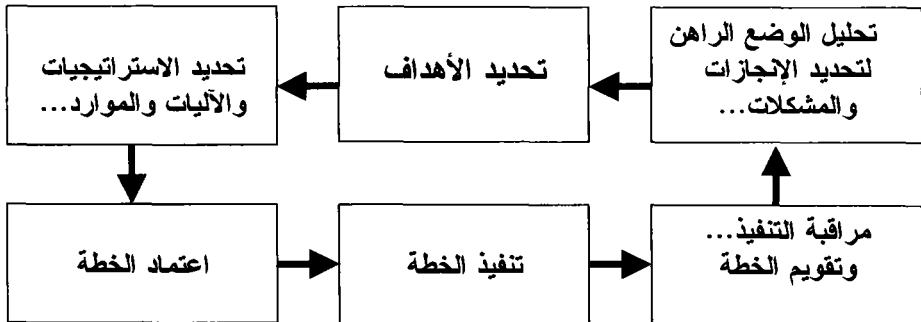 تحليل الوضع الراهن
لتحديد الإنجازات
والمشكلات...
تحديد الأهداف
تحديد الاستراتيجيات
والآليات والموارد...
اعتماد الخطة
تنفيذ الخطة
مراقبة التنفيذ...
وتقويم الخطة